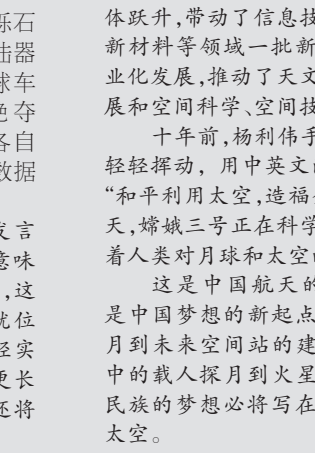 砾石
陆器
球车
色夺
各自
数据
发言
意味
,这
就位
经实
更长
还将
体跃升,带动了信息技
新材料等领域一批新
业化发展,推动了天文
展和空间科学、空间技
十年前,杨利伟手
轻轻挥动, 用中英文
“和平利用太空,造福
天,嫦娥三号正在科学
着人类对月球和太空
这是中国航天的
是中国梦想的新起点
月到未来空间站的建
中的载人探月到火星
民族的梦想必将写在
太空。